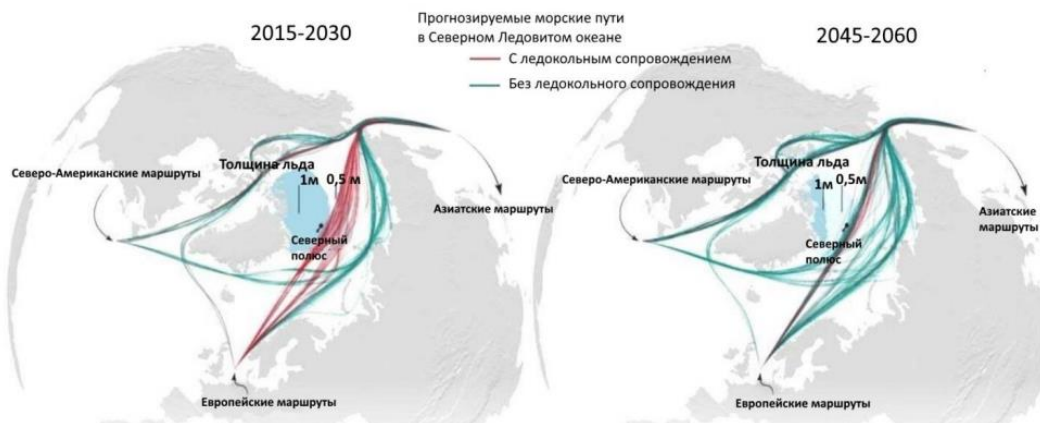 2015-2030
Прогнозируемые морские пути
в Северном Ледовитом океане
С ледокольным сопровождением
Без ледокольного сопровождения
2045-2060
Толщина льда
1м 0,5 м
Северо-Американские маршруты
Азиатские маршруты
Северный
полюс
Европейские маршруты
Толщина льда
1м 0,5м
Северо-Американские маршруты
Азиатские
маршруты
Северный
полюс
Европейские маршруты